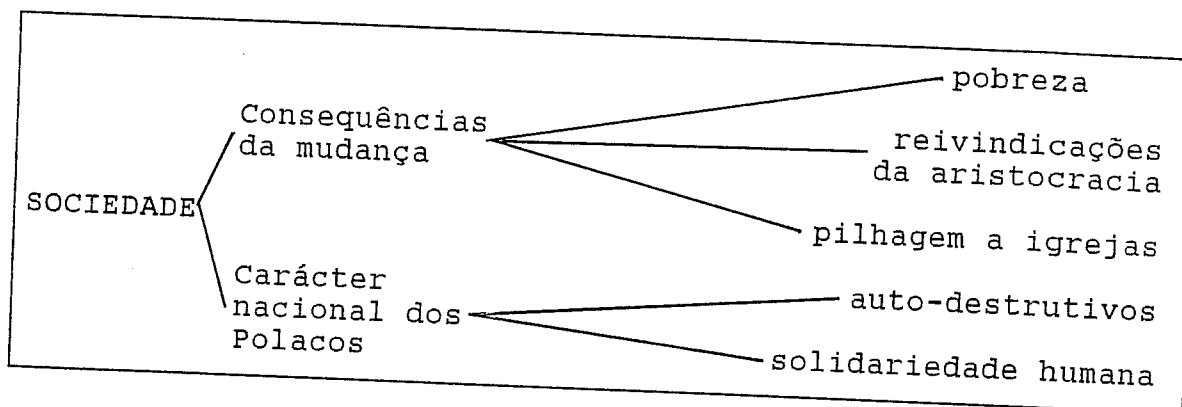 SOCIEDADE
Consequências
da mudança
pobreza
reivindicações
da aristocracia
pilhagem a igrejas
Carácter
nacional dos
Polacos
auto-destrutivos
solidariedade humana